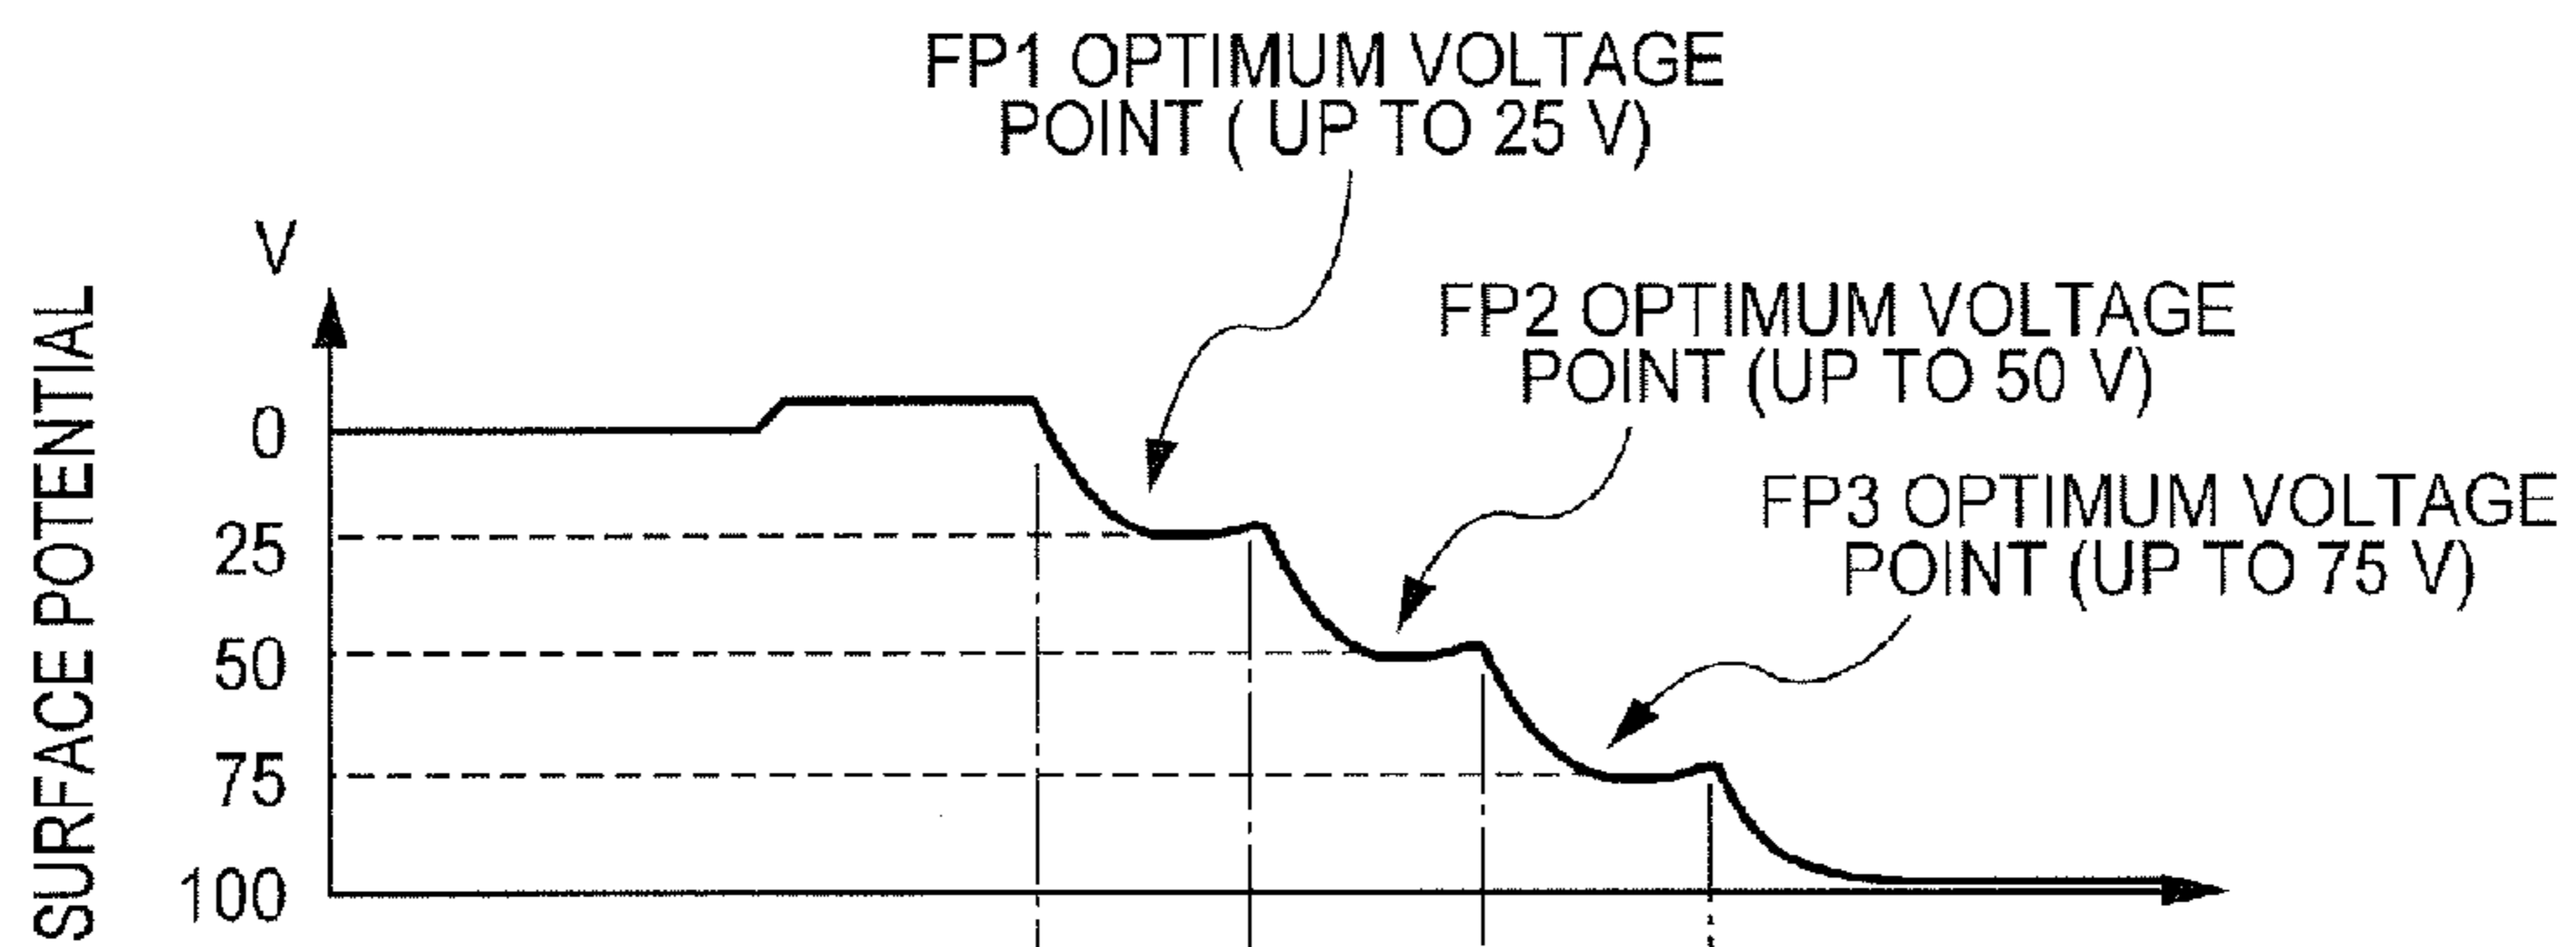 FP1 OPTIMUM VOLTAGE
POINT ( UP TO 25 V)
V
FP2 OPTIMUM VOLTAGE
POINT (UP TO 50 V)
FP3 OPTIMUM VOLTAGE
POINT (UP TO 75 V)
SURFACE POTENTIAL
0
25
50
75
100